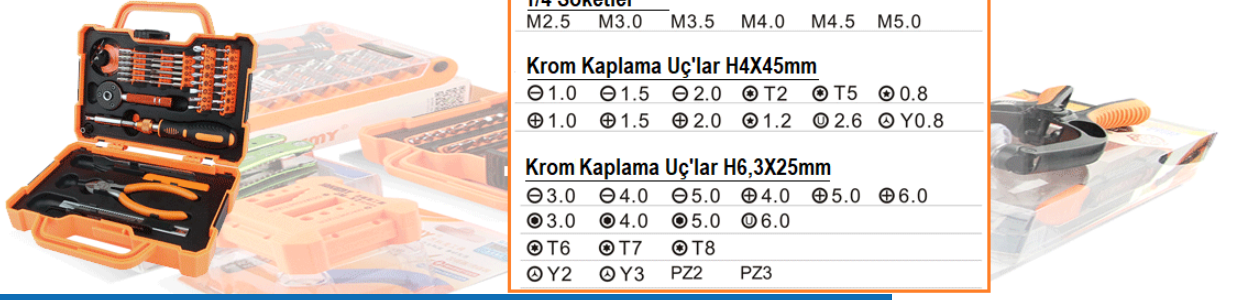 1/4 Soketler
M2.5 M3.0 M3.5 M4.0 M4.5 M5.0
Krom Kaplama Uç'lar H4X45mm
⊖1.0 ⊖1.5 ⊖2.0 T2 T5 0.8
⊕1.0 ⊕1.5 ⊕2.0 1.2 2.6 Y0.8
Krom Kaplama Uç'lar H6,3X25mm
⊖3.0 ⊖4.0 ⊖5.0 ⊕4.0 ⊕5.0 ⊕6.0
3.0 4.0 5.0 6.0
T6 T7 T8
Y2 Y3 PZ2 PZ3